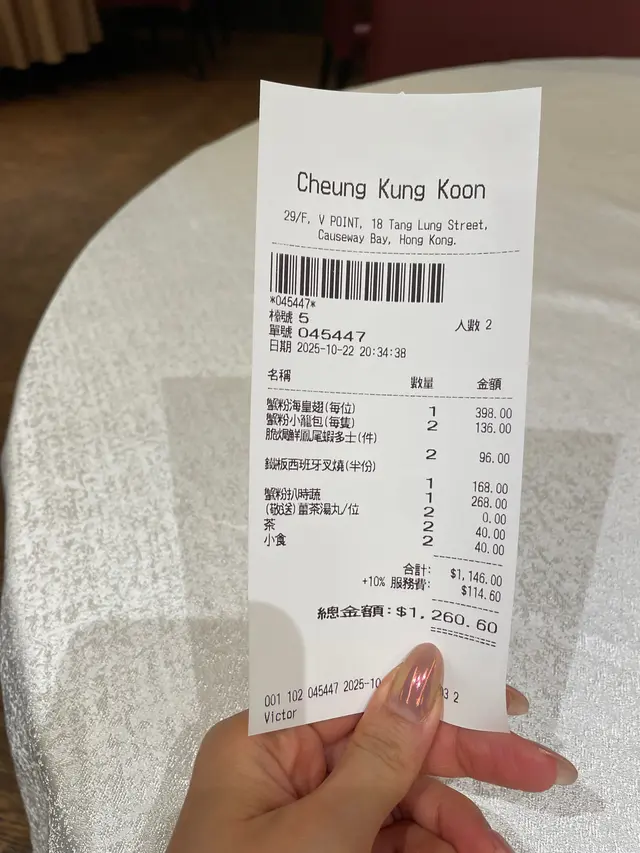 Cheung Kung Koon
29/F, V POINT, 18 Tang Lung Street,
Causeway Bay, Hong Kong.
*045447*
檯號 5 人數 2
單號 045447
日期 2025-10-22 20:34:38
名稱 數量 金額
蟹粉海皇翅(每位) 1 398.00
蟹粉小籠包(每隻) 2 136.00
脆爛鮮鳳尾蝦多士(件)
2 96.00
鐵板西班牙叉燒(半份)
1 168.00
蟹粉扒時蔬 1 268.00
(敬送)薑茶湯丸/位 2 0.00
茶 2 40.00
小食 2 40.00
合計: $1,146.00
+10% 服務費: $114.60
總金額: $1,260.60
001 102 045447 2025-10 03 2
Victor